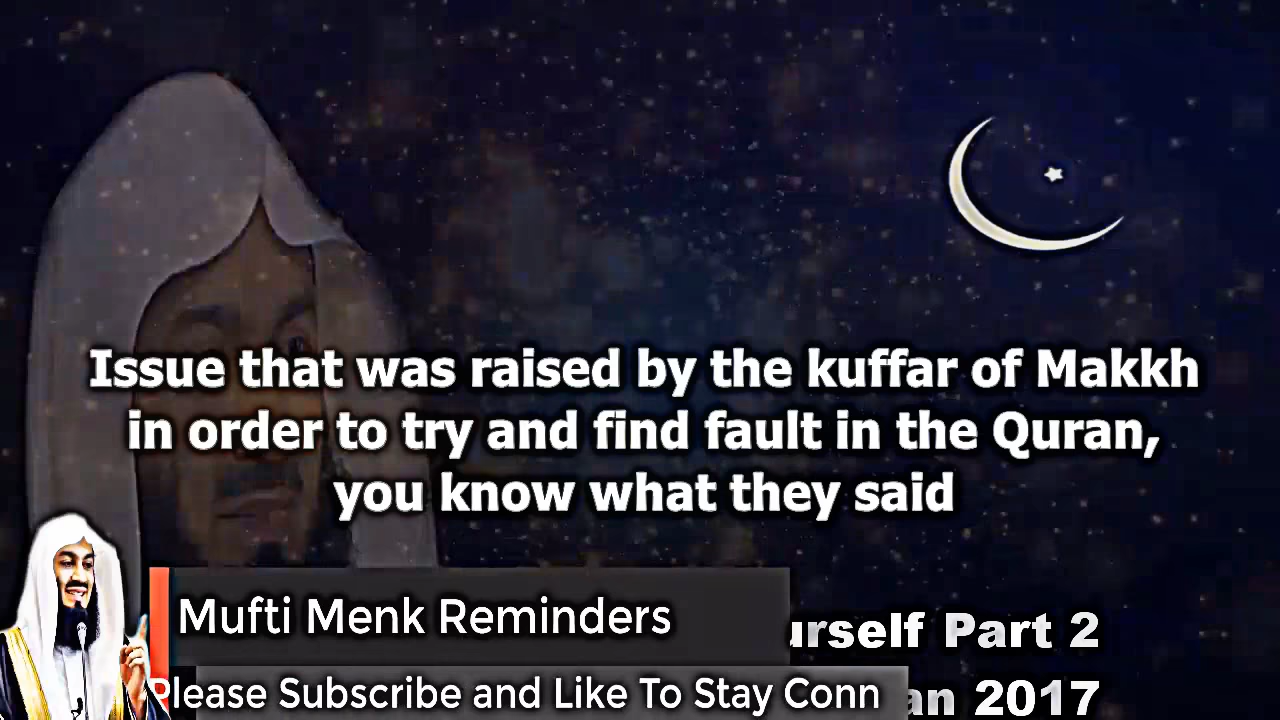 Issue that was raised by the kuffar of Makkh
in order to try and find fault in the Quran,
you know what they said
Mufti Menk Reminders
urself Part 2
Please Subscribe and Like To Stay Conn
an 2017